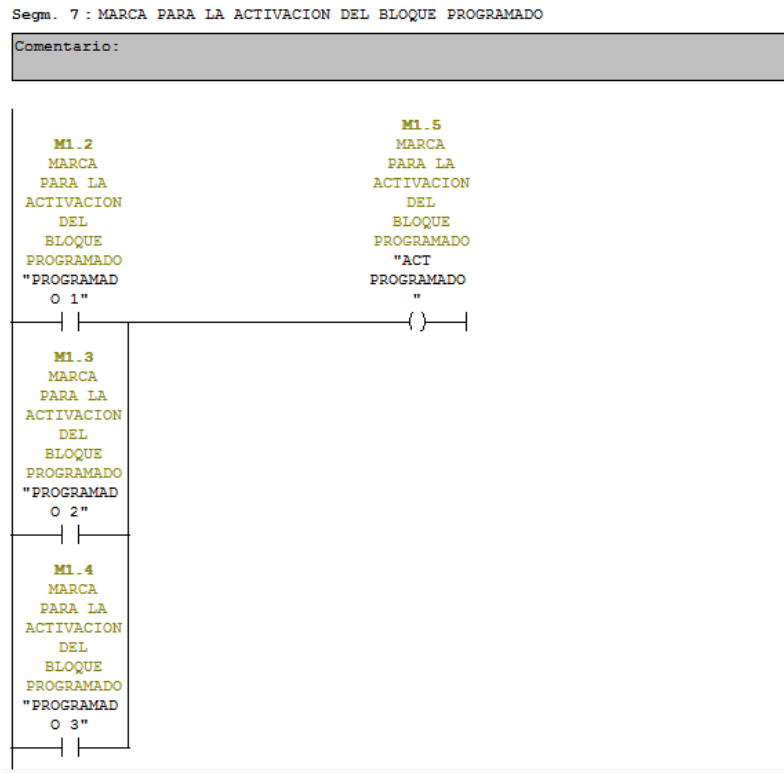 Segm. 7 : MARCA PARA LA ACTIVACION DEL BLOQUE PROGRAMADO
Comentario:
M1.2
MARCA
PARA LA
ACTIVACION
DEL
BLOQUE
PROGRAMADO
"PROGRAMAD
O 1"
M1.5
MARCA
PARA LA
ACTIVACION
DEL
BLOQUE
PROGRAMADO
"ACT
PROGRAMADO
"
M1.3
MARCA
PARA LA
ACTIVACION
DEL
BLOQUE
PROGRAMADO
"PROGRAMAD
O 2"
M1.4
MARCA
PARA LA
ACTIVACION
DEL
BLOQUE
PROGRAMADO
"PROGRAMAD
O 3"